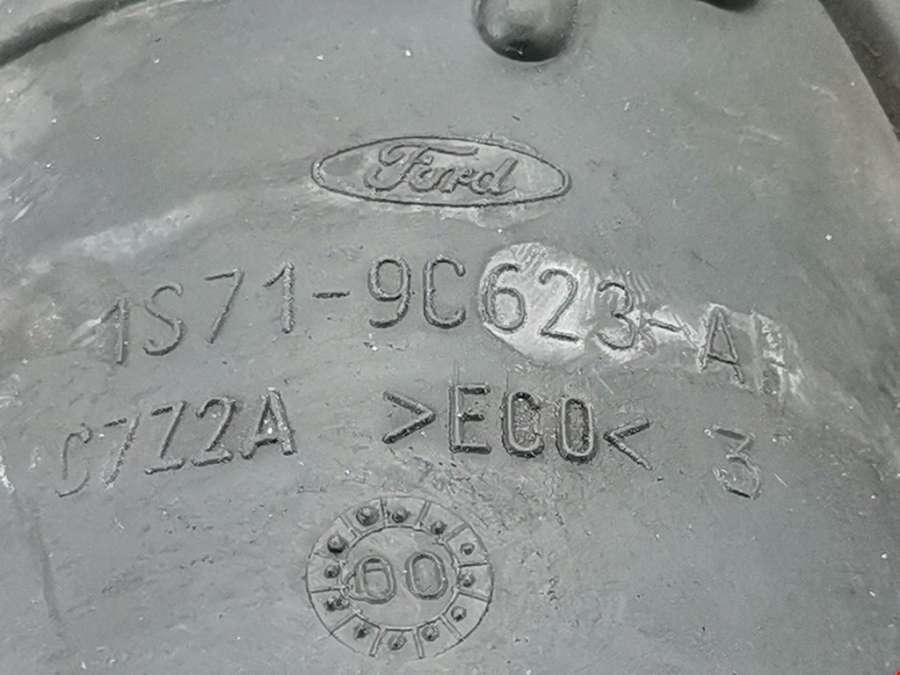 Ford
1S71-9C623-A
C7Z2A >ECO< 3
00